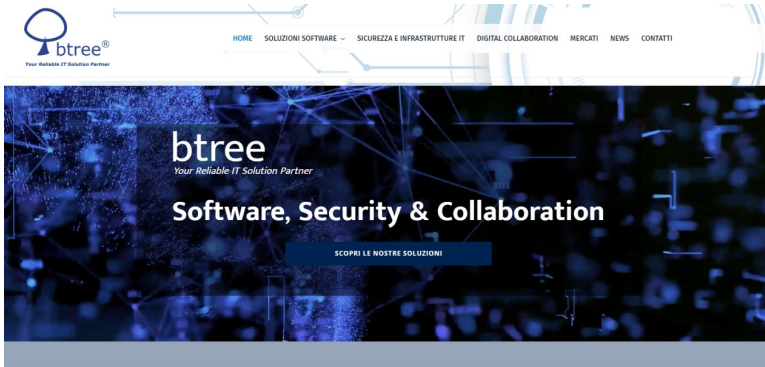 btree®
Your Reliable IT Solution Partner
HOME SOLUZIONI SOFTWARE SICUREZZA E INFRASTRUTTURE IT DIGITAL COLLABORATION MERCATI NEWS CONTATTI
btree
Your Reliable IT Solution Partner
Software, Security & Collaboration
SCOPRI LE NOSTRE SOLUZIONI